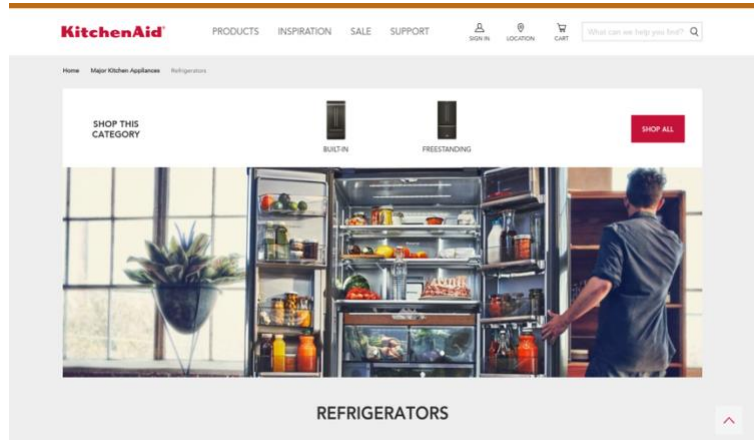 KitchenAid
PRODUCTS INSPIRATION SALE SUPPORT
SIGN IN LOCATION CART
What can we help you find?
Home Major Kitchen Appliances Refrigerators
SHOP THIS
CATEGORY
BUILT-IN
FREESTANDING
SHOP ALL
REFRIGERATORS